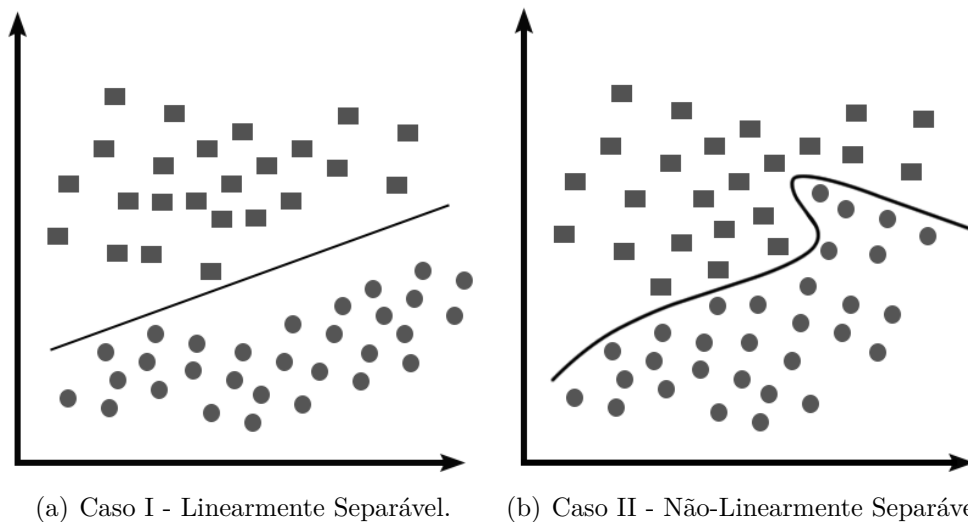 (a) Caso I - Linearmente Separável.
(b) Caso II - Não-Linearmente Separáve